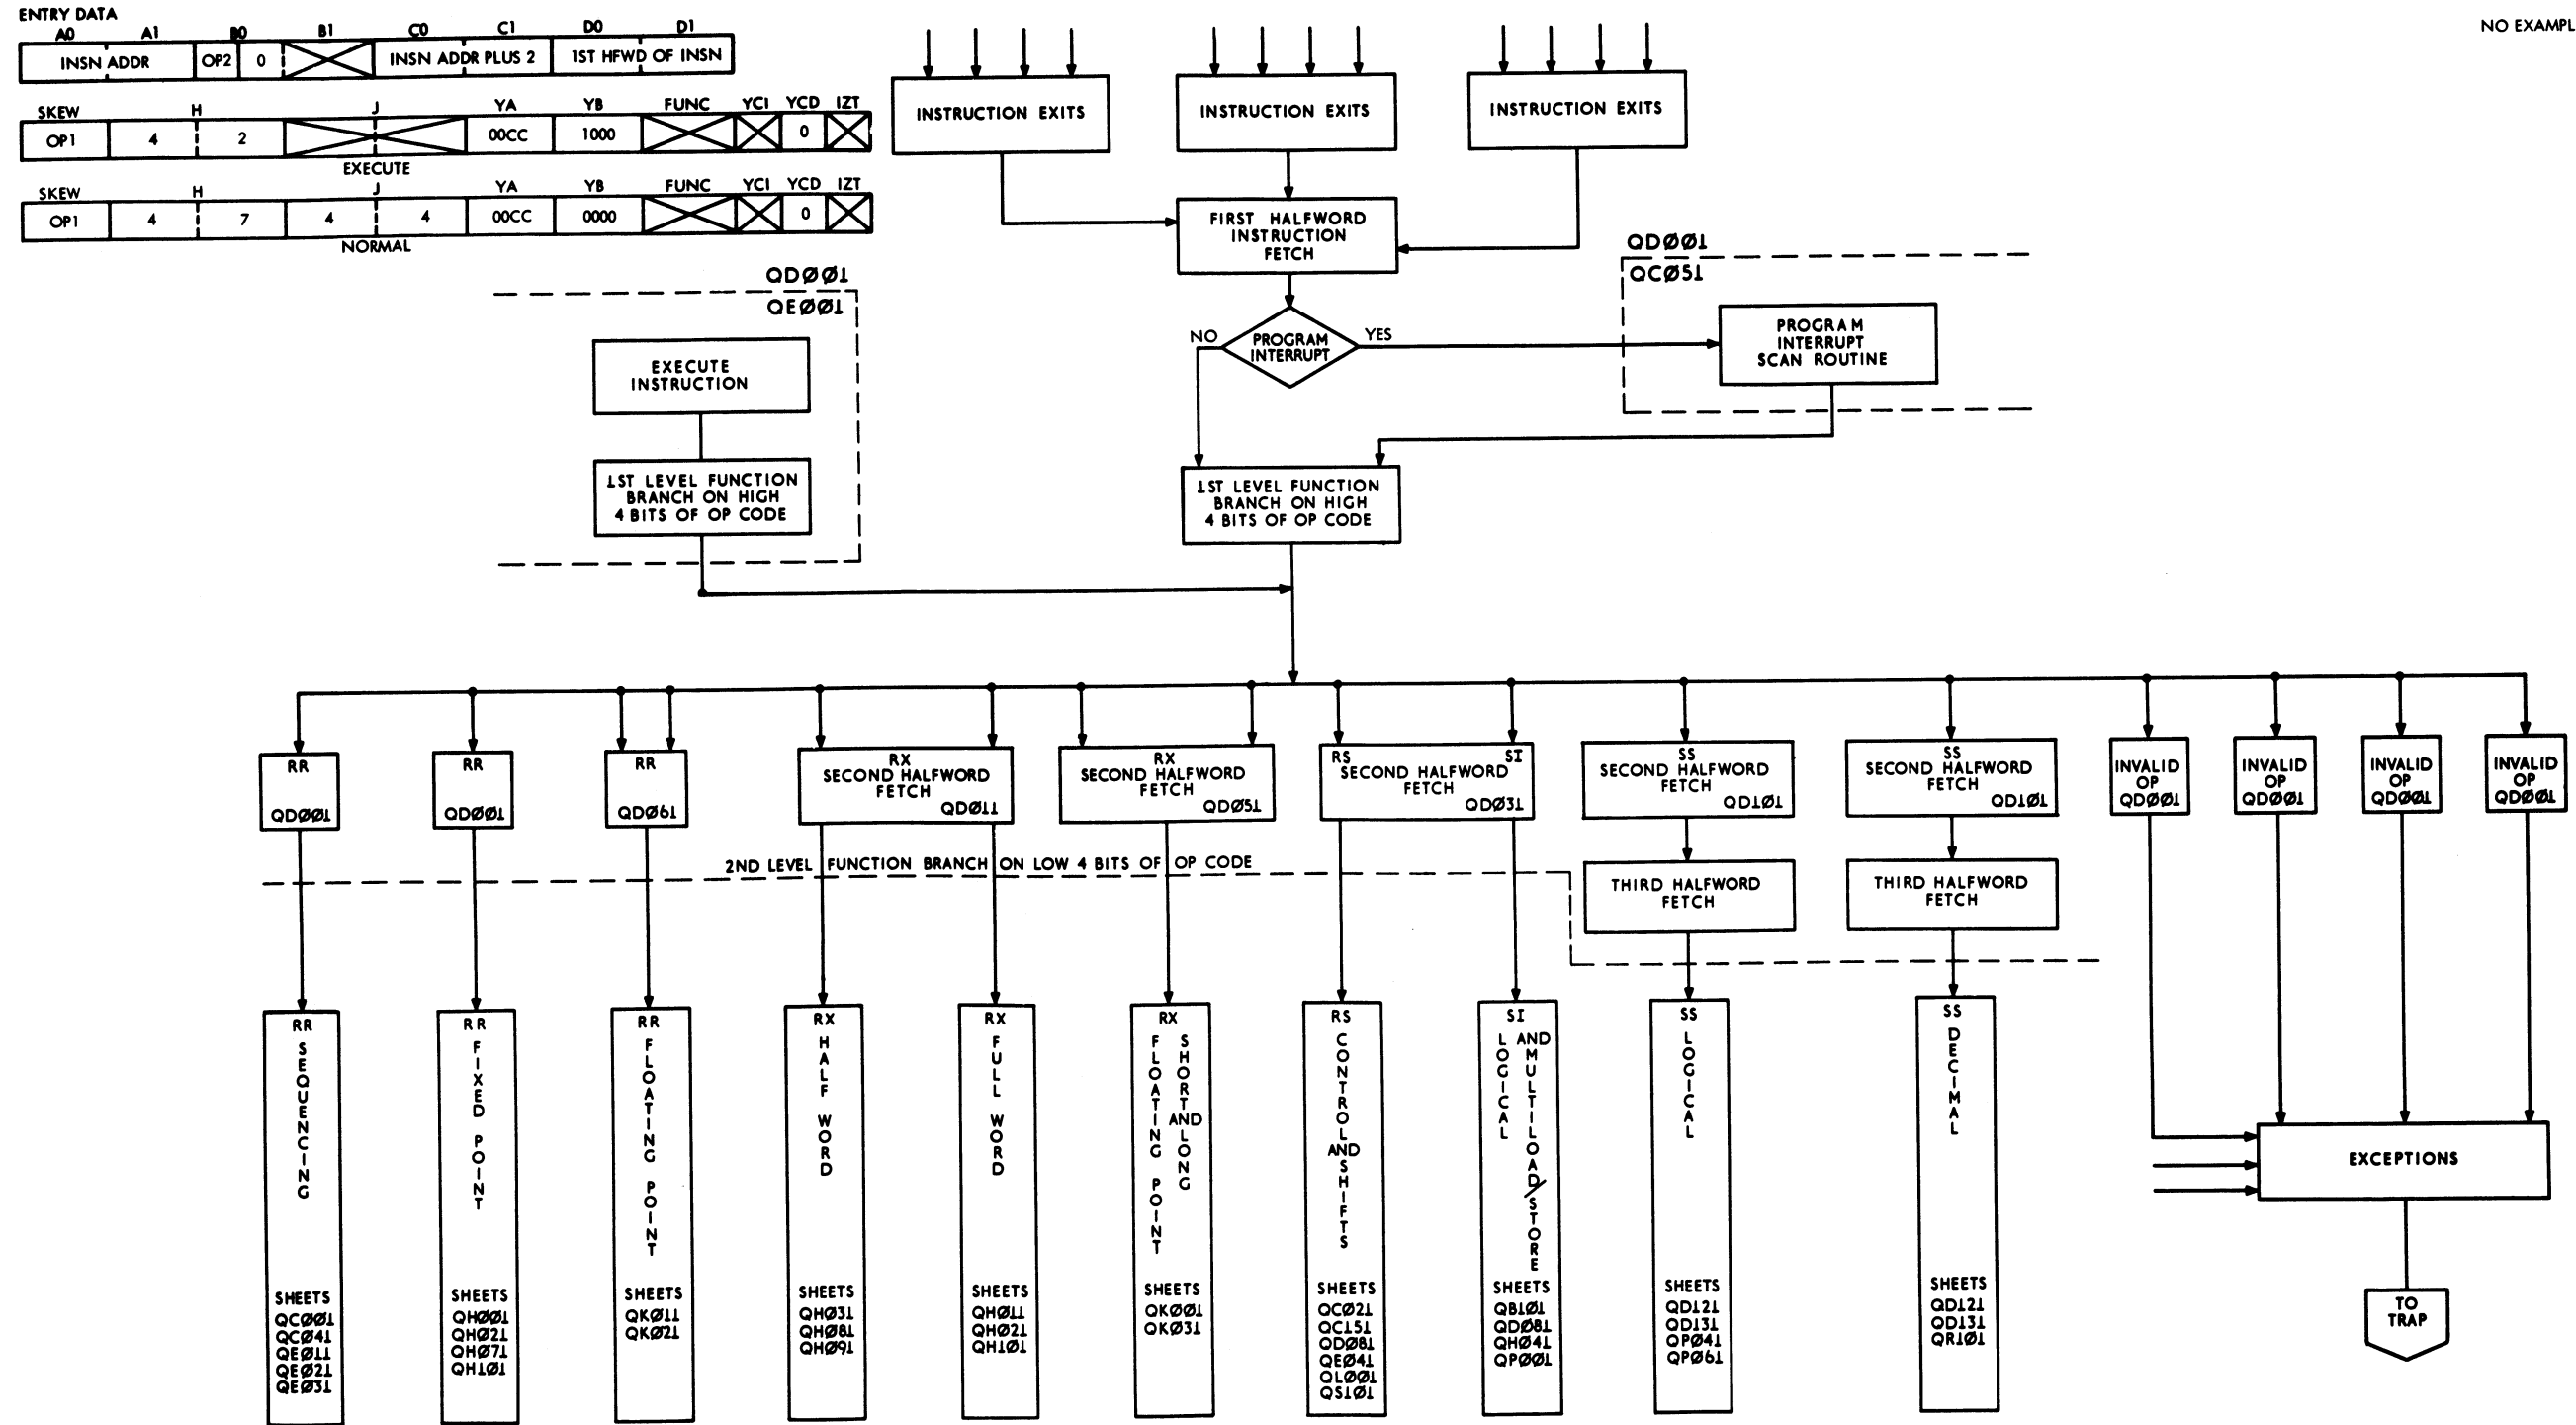 ENTRY DATA
A0 A1 B0 B1 C0 C1 D0 D1
INSN ADDR OP2 0 INSN ADDR PLUS 2 1ST HFWD OF INSN
SKEW H J YA YB FUNC YCI YCD IZT
OP1 4 2 00CC 1000 0
EXECUTE
SKEW H J YA YB FUNC YCI YCD IZT
OP1 4 7 4 4 00CC 0000 0
NORMAL
NO EXAMPL
INSTRUCTION EXITS
INSTRUCTION EXITS
INSTRUCTION EXITS
FIRST HALFWORD
INSTRUCTION
FETCH
QDØØ1
QCØ51
QDØØ1
QEØØ1
NO
PROGRAM
INTERRUPT
YES
PROGRAM
INTERRUPT
SCAN ROUTINE
EXECUTE
INSTRUCTION
1ST LEVEL FUNCTION
BRANCH ON HIGH
4 BITS OF OP CODE
1ST LEVEL FUNCTION
BRANCH ON HIGH
4 BITS OF OP CODE
RR
QDØØ1
RR
QDØØ1
RR
QDØ61
RX
SECOND HALFWORD
FETCH
QDØ11
RX
SECOND HALFWORD
FETCH
QDØ51
RS SI
SECOND HALFWORD
FETCH
QDØ31
SS
SECOND HALFWORD
FETCH
QD1Ø1
SS
SECOND HALFWORD
FETCH
QD1Ø1
INVALID
OP
QDØØ1
INVALID
OP
QDØØ1
INVALID
OP
QDØØ1
INVALID
OP
QDØØ1
2ND LEVEL FUNCTION BRANCH ON LOW 4 BITS OF OP CODE
THIRD HALFWORD
FETCH
THIRD HALFWORD
FETCH
RR
SEQUENCING
SHEETS
QCØØ1
QCØ41
QEØ11
QEØ21
QEØ31
RR
FIXED POINT
SHEETS
QHØØ1
QHØ21
QHØ71
QH1Ø1
RR
FLOATING POINT
SHEETS
QKØ11
QKØ21
RX
HALF WORD
SHEETS
QHØ31
QHØ81
QHØ91
RX
FULL WORD
SHEETS
QHØ11
QHØ21
QH1Ø1
RX
FLOATING POINT
SHORT AND LONG
SHEETS
QKØØ1
QKØ31
RS
CONTROL AND SHIFTS
SHEETS
QCØ21
QC151
QDØ81
QEØ41
QLØØ1
QS1Ø1
SI
LOGICAL
AND MULTILOAD/STORE
SHEETS
QB1Ø1
QDØ81
QHØ41
QPØØ1
SS
LOGICAL
SHEETS
QD121
QD131
QPØ41
QPØ61
SS
DECIMAL
SHEETS
QD121
QD131
QR1Ø1
EXCEPTIONS
TO
TRAP